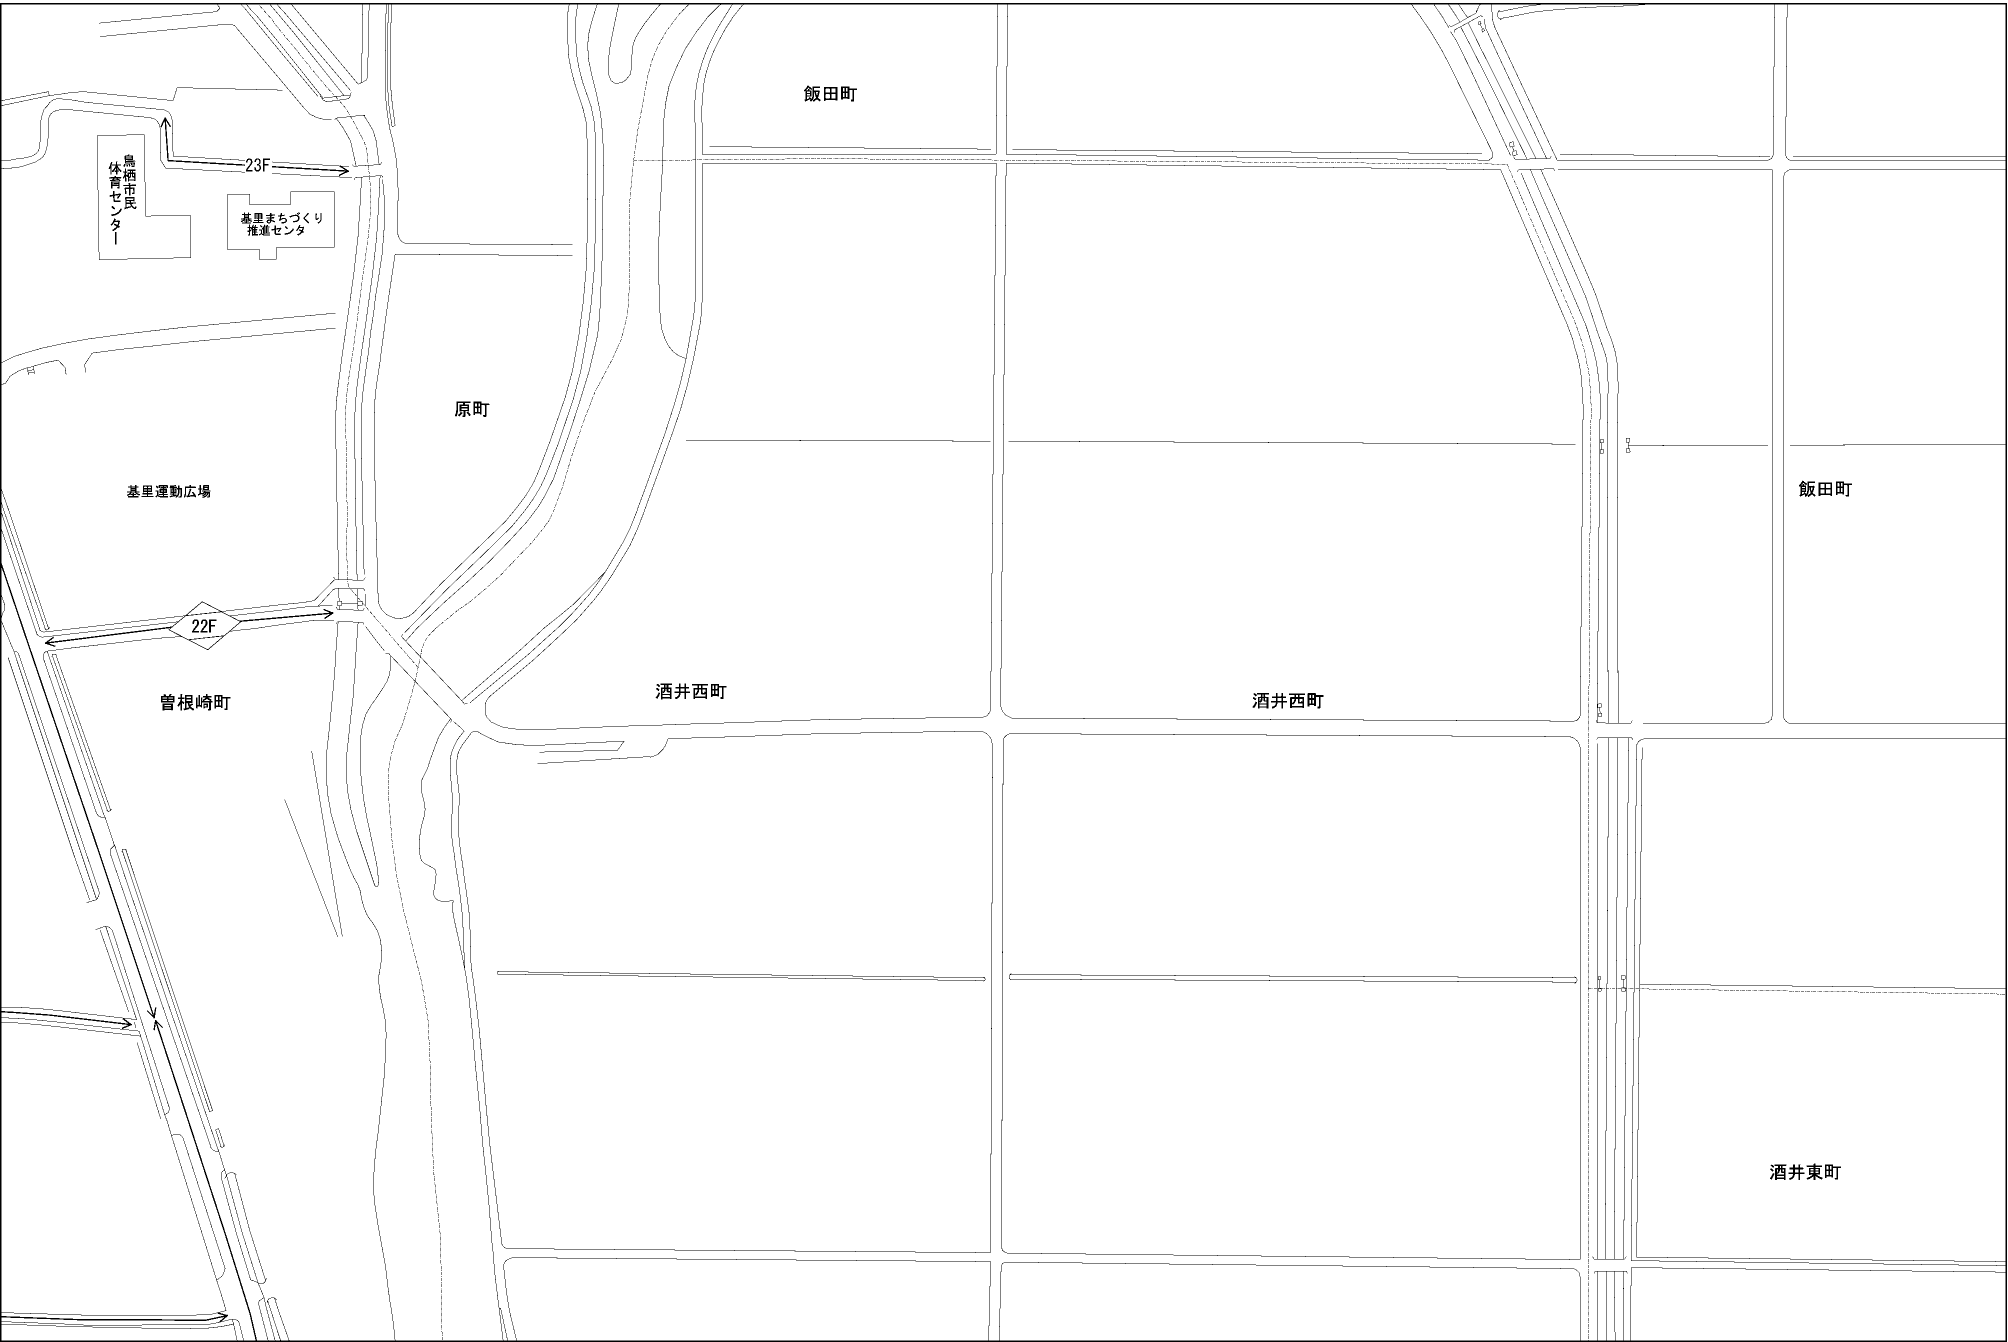 飯田町
23F
鳥栖市民
体育センター
基里まちづくり
推進センタ
原町
基里運動広場
飯田町
22F
曽根崎町
酒井西町
酒井西町
酒井東町